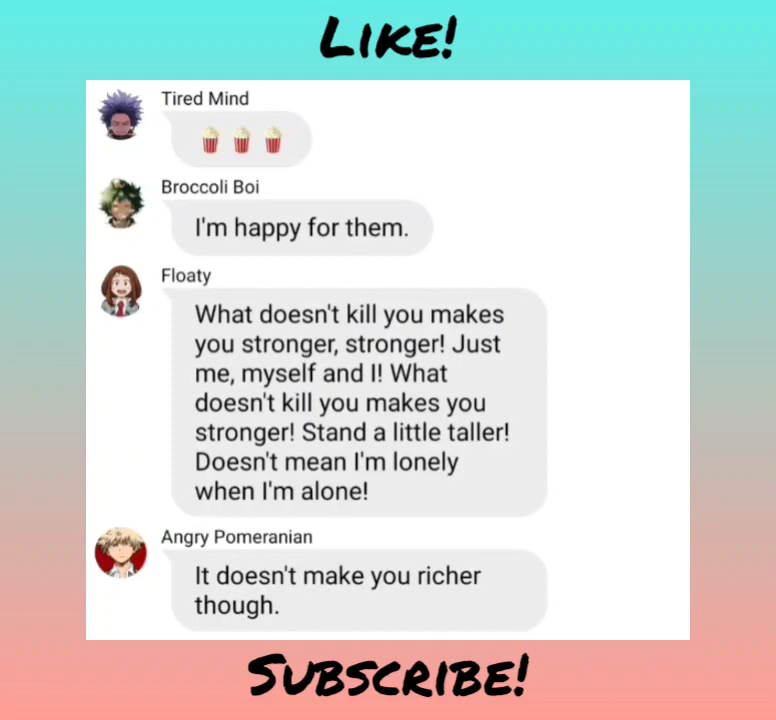 LIKE!
Tired Mind
🍿🍿🍿
Broccoli Boi
I'm happy for them.
Floaty
What doesn't kill you makes
you stronger, stronger! Just
me, myself and I! What
doesn't kill you makes you
stronger! Stand a little taller!
Doesn't mean I'm lonely
when I'm alone!
Angry Pomeranian
It doesn't make you richer
though.
SUBSCRIBE!